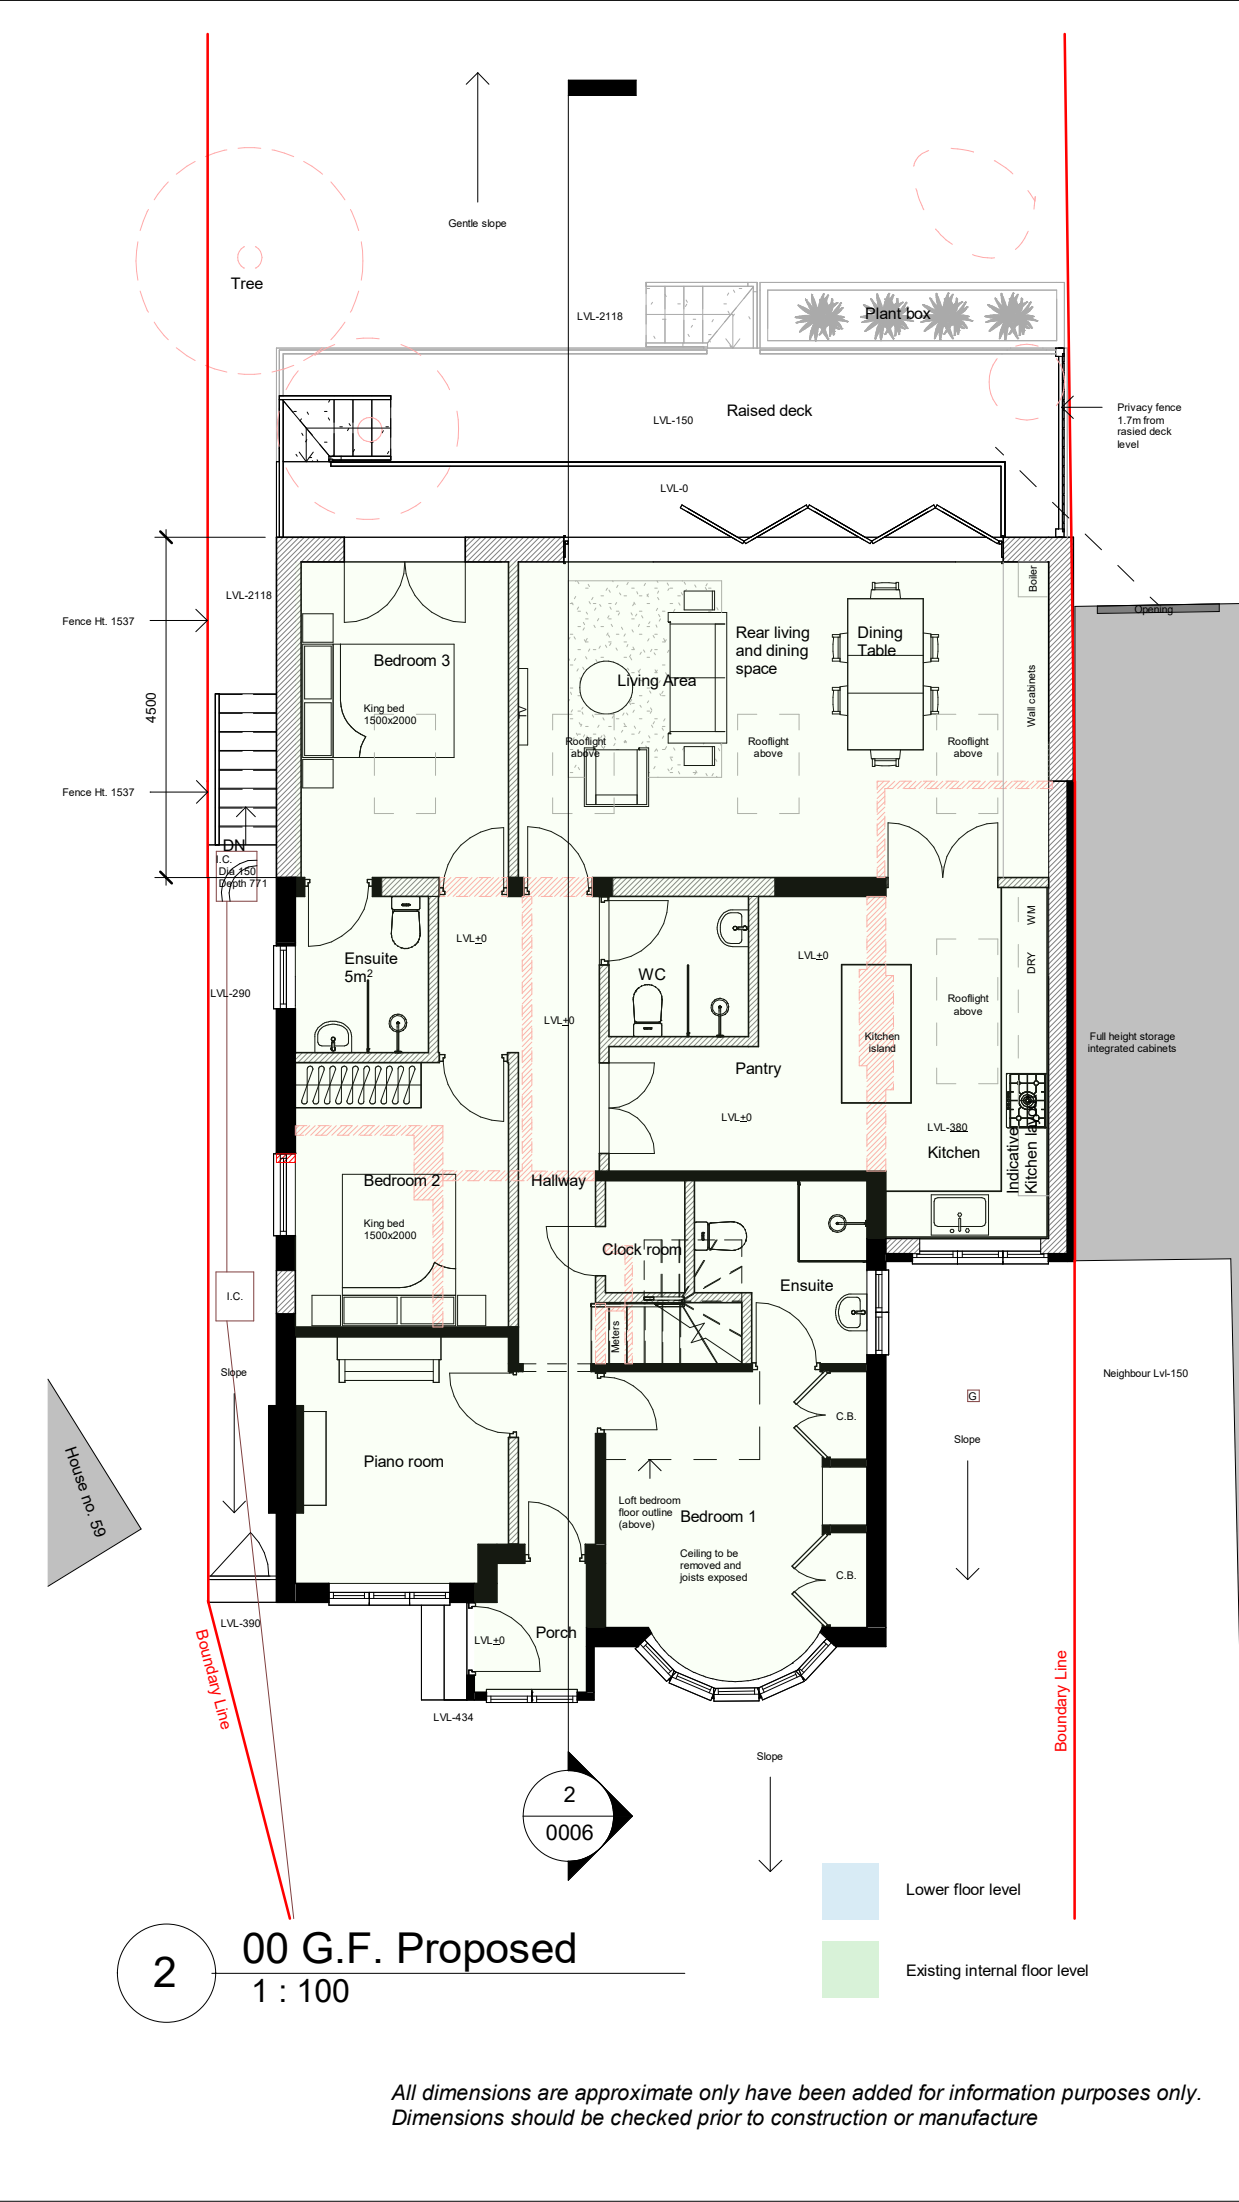 Gentle slope
Tree
LVL-2118
Plant box
Raised deck
LVL-150
Privacy fence
1.7m from
rasied deck
level
LVL-0
LVL-2118
Boiler
Opening
Fence Ht. 1537
Bedroom 3
Rear living
and dining
space
Dining
Table
Living Area
4500
King bed
1500x2000
TV
Wall cabinets
Rooflight
above
Rooflight
above
Rooflight
above
Fence Ht. 1537
DN
I.C.
Dia 150
Depth 771
WM
LVL±0
Ensuite
5m²
WC
LVL±0
DRY
LVL-290
LVL±0
Rooflight
above
Kitchen
island
Full height storage
integrated cabinets
Pantry
LVL±0
LVL-380
Kitchen
Indicative
Kitchen layout
Bedroom 2
Hallway
King bed
1500x2000
Clock room
Ensuite
I.C.
Meters
Slope
Neighbour Lvl-150
G
C.B.
Slope
House no. 59
Piano room
Loft bedroom
floor outline
(above)
Bedroom 1
Ceiling to be
removed and
joists exposed
C.B.
LVL-390
LVL±0
Porch
Boundary Line
Boundary Line
LVL-434
Slope
2
0006
Lower floor level
2
00 G.F. Proposed
1 : 100
Existing internal floor level
All dimensions are approximate only have been added for information purposes only.
Dimensions should be checked prior to construction or manufacture